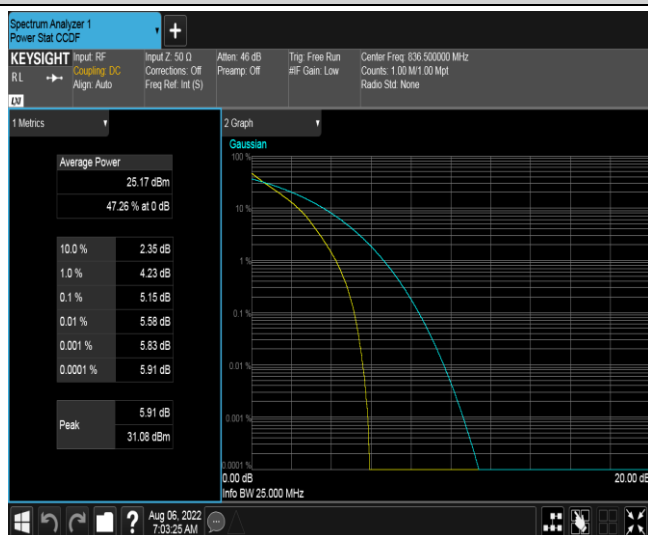 Spectrum Analyzer 1
Power Stat CCDF
KEYSIGHT
RL
LXI
Input: RF
Coupling: DC
Align: Auto
Input Z: 50 Ω
Corrections: Off
Freq Ref: Int (S)
Atten: 46 dB
Preamp: Off
Trig: Free Run
#IF Gain: Low
Center Freq: 836.500000 MHz
Counts: 1.00 M/1.00 Mpt
Radio Std: None
1 Metrics
Average Power
25.17 dBm
47.26 % at 0 dB
10.0 % 2.35 dB
1.0 % 4.23 dB
0.1 % 5.15 dB
0.01 % 5.58 dB
0.001 % 5.83 dB
0.0001 % 5.91 dB
Peak
5.91 dB
31.08 dBm
2 Graph
Gaussian
100 %
10 %
1 %
0.1 %
0.01 %
0.001 %
0.0001 %
0.00 dB 20.00 dB
Info BW 25.000 MHz
?
Aug 06, 2022
7:03:25 AM